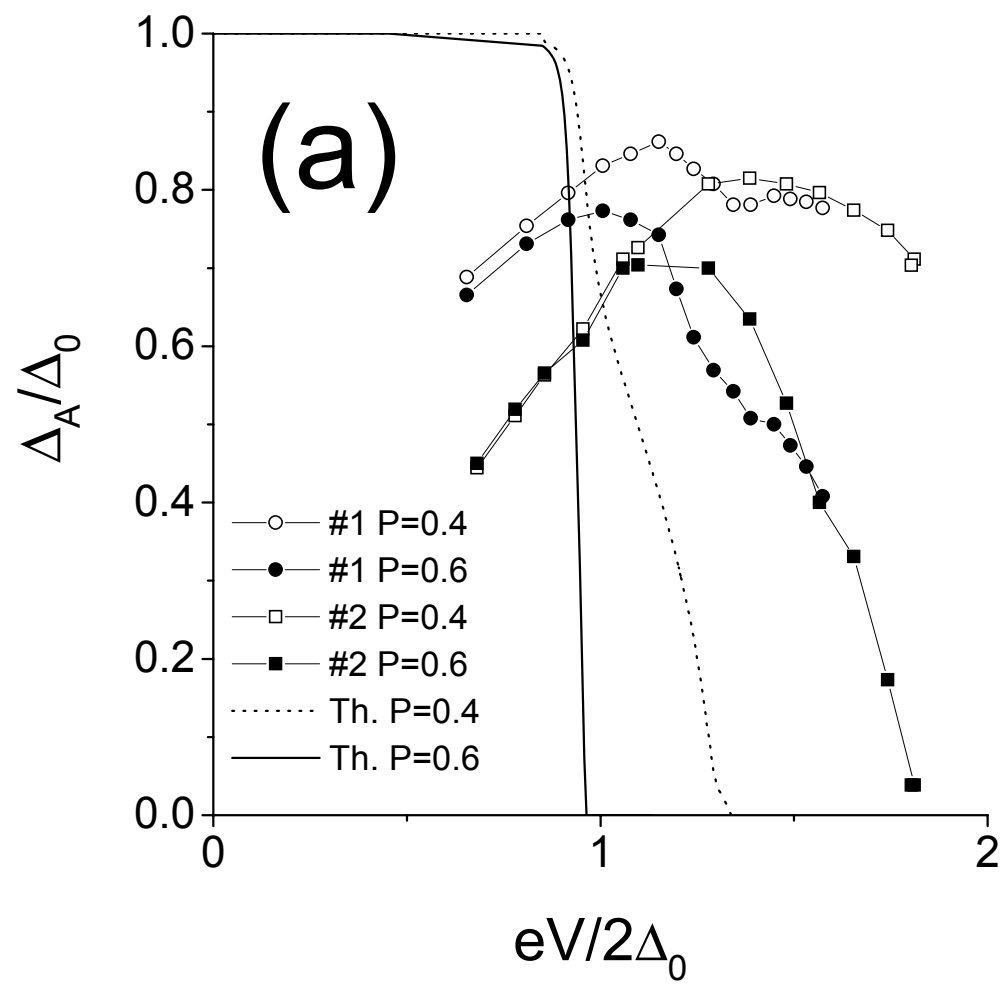 1.0
(a)
0.8
0.6
0.4
0.2
0.0
Δ_A/Δ_0
#1 P=0.4
#1 P=0.6
#2 P=0.4
#2 P=0.6
Th. P=0.4
Th. P=0.6
0 1 2
eV/2Δ_0